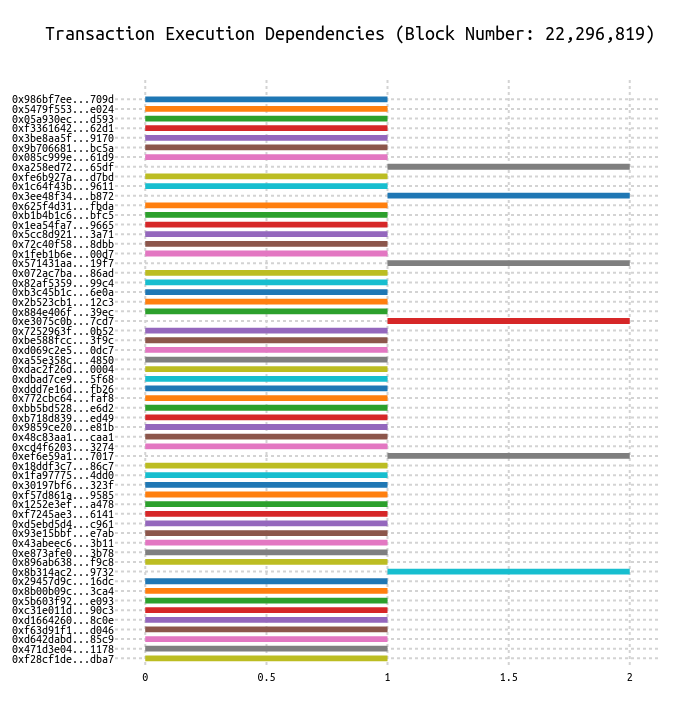 Transaction Execution Dependencies (Block Number: 22,296,819)
0x986bf7ee...709d
0x5479f553...e024
0x05a930ec...d593
0xf3361642...62d1
0x3be8aa5f...9170
0x9b706681...bc5a
0x085c999e...61d9
0xa258ed72...65df
0xfe6b927a...d7bd
0x1c64f43b...9611
0x3ee48f34...b872
0x625f4d31...fbda
0xb1b4b1c6...bfc5
0x1ea54fa7...9665
0x5cc8d921...3a71
0x72c40f58...8dbb
0x1feb1b6e...00d7
0x571431aa...19f7
0x072ac7ba...86ad
0x82af5359...99c4
0xb3c45b1c...6e0a
0x2b523cb1...12c3
0x884e406f...39ec
0xe3075c0b...7cd7
0x7252963f...0b52
0xbe588fcc...3f9c
0xd069c2e5...0dc7
0xa55e358c...4850
0xdac2f26d...0004
0xdbad7ce9...5f68
0xddd7e16d...fb26
0x772cbc64...faf8
0xbb5bd528...e6d2
0xb718d839...ed49
0x9859ce20...e81b
0x48c83aa1...caa1
0xcd4f6203...3274
0xef6e59a1...7017
0x18ddf3c7...86c7
0x1fa97775...4dd0
0x30197bf6...323f
0xf57d861a...9585
0x1252e3ef...a478
0xf7245ae3...6141
0xd5ebd5d4...c961
0x93e15bbf...e7ab
0x43abeec6...3b11
0xe873afe0...3b78
0x896ab638...f9c8
0x8b314ac2...9732
0x29457d9c...16dc
0x8b00b09c...3ca4
0x5b603f92...e093
0xc31e011d...90c3
0xd1664260...8c0e
0xf63d91f1...d046
0xd642dabd...85c9
0x471d3e04...1178
0xf28cf1de...dba7
0 0.5 1 1.5 2